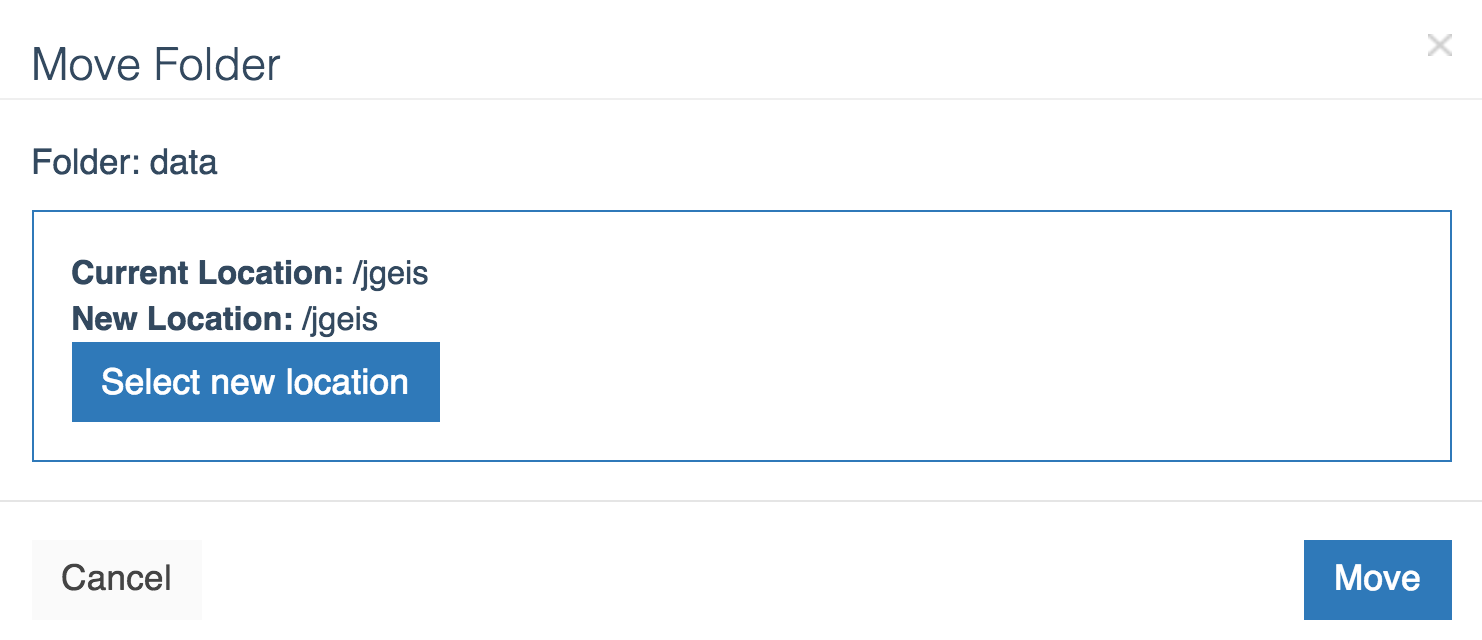 Move Folder
Folder: data
Current Location: /jgeis
New Location: /jgeis
Select new location
Cancel
Move